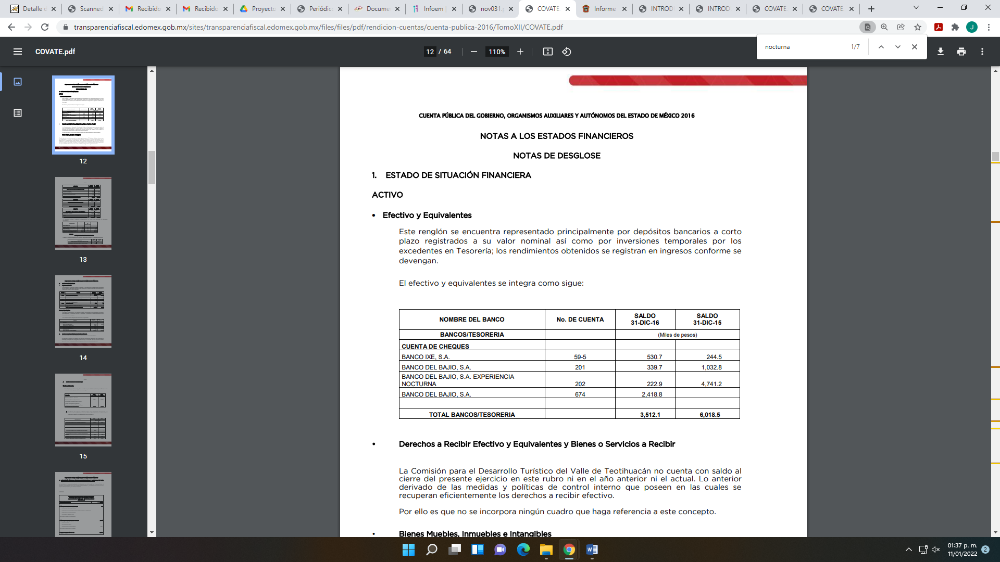 Detalle d
Scanned
Recibido
Recibido
Proyecto
Periódic
Docume
Infoem |
nov031.p
COVATE.
Informe
INTROD
INTROD
COVATE.
COVATE.
transparenciafiscal.edomex.gob.mx/sites/transparenciafiscal.edomex.gob.mx/files/files/pdf/rendicion-cuentas/cuenta-publica-2016/TomoXII/COVATE.pdf
J
COVATE.pdf
12 / 64
110%
nocturna 1/7
12
13
14
15
CUENTA PÚBLICA DEL GOBIERNO, ORGANISMOS AUXILIARES Y AUTÓNOMOS DEL ESTADO DE MÉXICO 2016
NOTAS A LOS ESTADOS FINANCIEROS
NOTAS DE DESGLOSE
1. ESTADO DE SITUACIÓN FINANCIERA
ACTIVO
• Efectivo y Equivalentes
Este renglón se encuentra representado principalmente por depósitos bancarios a corto
plazo registrados a su valor nominal así como por inversiones temporales por los
excedentes en Tesorería; los rendimientos obtenidos se registran en ingresos conforme se
devengan.
El efectivo y equivalentes se integra como sigue:
NOMBRE DEL BANCO No. DE CUENTA SALDO 31-DIC-16 SALDO 31-DIC-15
BANCOS/TESORERIA (Miles de pesos)
CUENTA DE CHEQUES
BANCO IXE, S.A. 59-5 530.7 244.5
BANCO DEL BAJIO, S.A. 201 339.7 1,032.8
BANCO DEL BAJIO, S.A. EXPERIENCIA
NOCTURNA 202 222.9 4,741.2
BANCO DEL BAJIO, S.A. 674 2,418.8
TOTAL BANCOS/TESORERIA 3,512.1 6,018.5
• Derechos a Recibir Efectivo y Equivalentes y Bienes o Servicios a Recibir
La Comisión para el Desarrollo Turístico del Valle de Teotihuacán no cuenta con saldo al
cierre del presente ejercicio en este rubro ni en el año anterior ni el actual. Lo anterior
derivado de las medidas y políticas de control interno que poseen en las cuales se
recuperan eficientemente los derechos a recibir efectivo.
Por ello es que no se incorpora ningún cuadro que haga referencia a este concepto.
• Bienes Muebles, Inmuebles e Intangibles
01:37 p. m.
11/01/2022
2